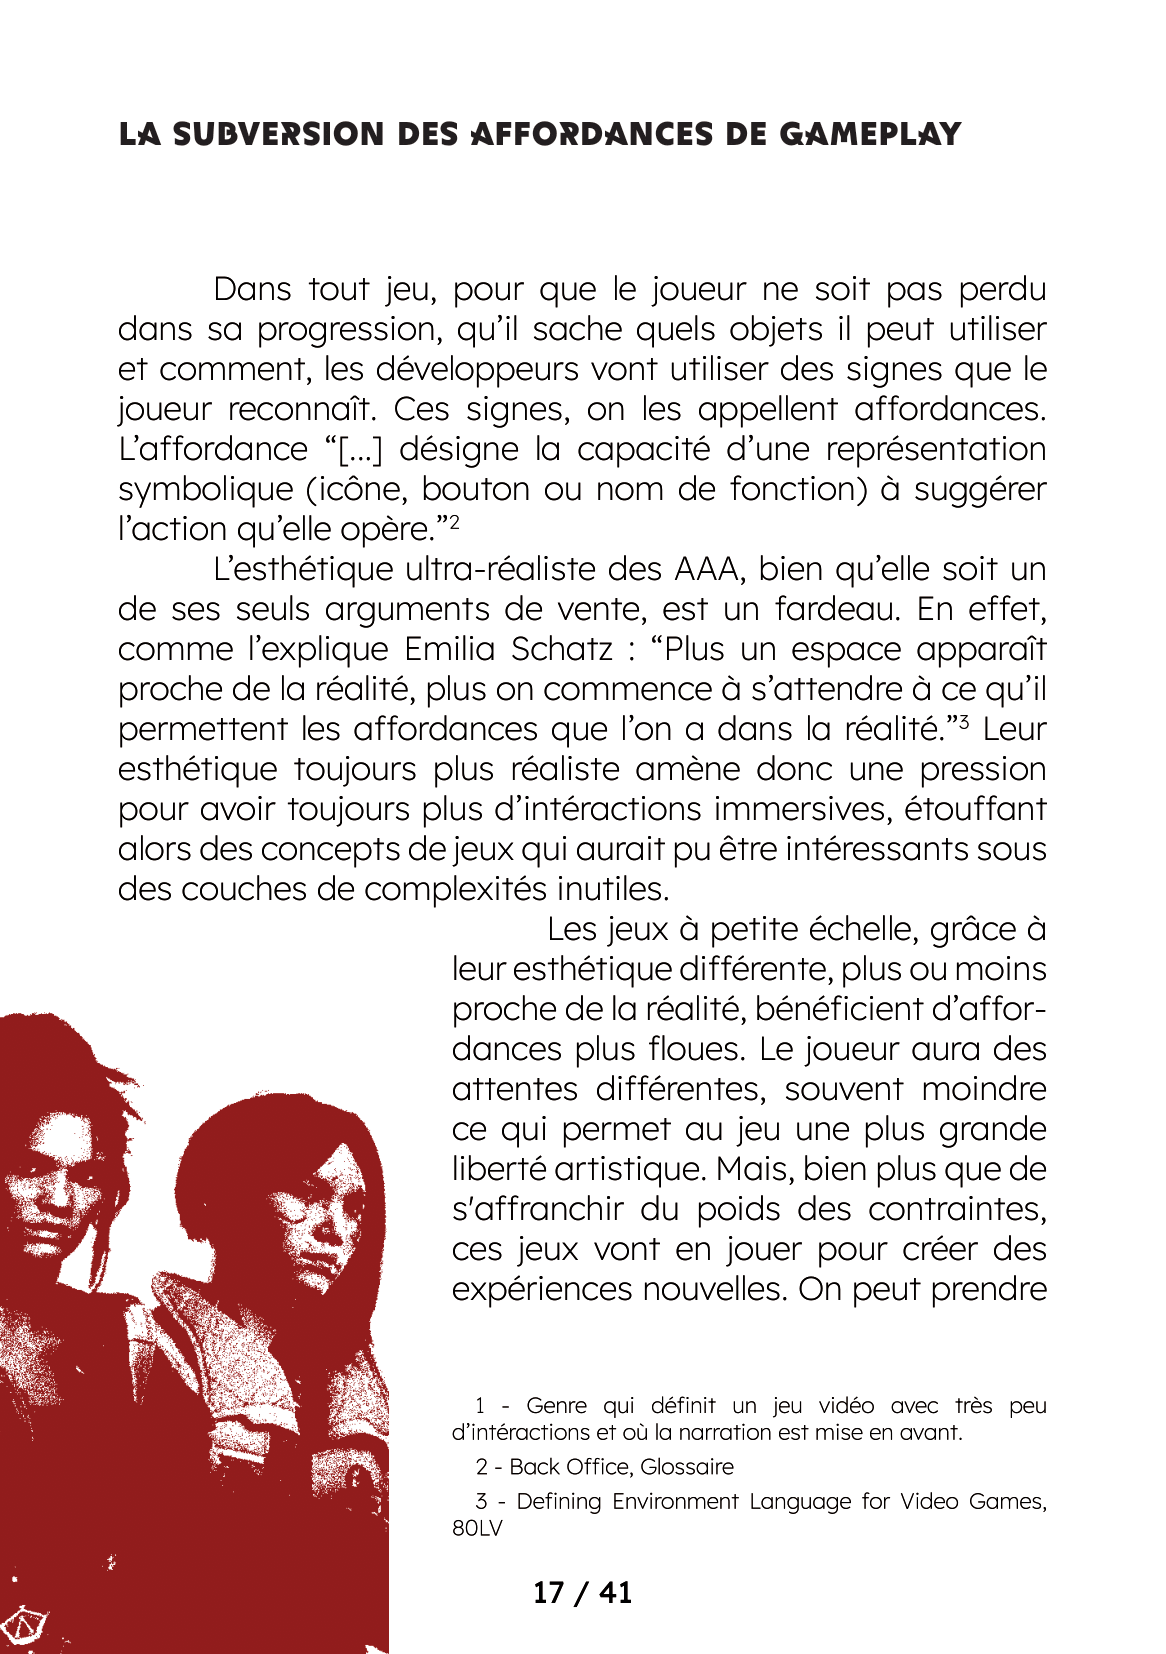 LA SUBVERSION DES AFFORDANCES DE GAMEPLAY
Dans tout jeu, pour que le joueur ne soit pas perdu
dans sa progression, qu’il sache quels objets il peut utiliser
et comment, les développeurs vont utiliser des signes que le
joueur reconnaît. Ces signes, on les appellent affordances.
L’affordance “[...] désigne la capacité d’une représentation
symbolique (icône, bouton ou nom de fonction) à suggérer
l’action qu’elle opère.”2
L’esthétique ultra-réaliste des AAA, bien qu’elle soit un
de ses seuls arguments de vente, est un fardeau. En effet,
comme l’explique Emilia Schatz : “Plus un espace apparaît
proche de la réalité, plus on commence à s’attendre à ce qu’il
permettent les affordances que l’on a dans la réalité.”3 Leur
esthétique toujours plus réaliste amène donc une pression
pour avoir toujours plus d’intéractions immersives, étouffant
alors des concepts de jeux qui aurait pu être intéressants sous
des couches de complexités inutiles.
Les jeux à petite échelle, grâce à
leur esthétique différente, plus ou moins
proche de la réalité, bénéficient d’affor-
dances plus floues. Le joueur aura des
attentes différentes, souvent moindre
ce qui permet au jeu une plus grande
liberté artistique. Mais, bien plus que de
s'affranchir du poids des contraintes,
ces jeux vont en jouer pour créer des
expériences nouvelles. On peut prendre
1 - Genre qui définit un jeu vidéo avec très peu
d’intéractions et où la narration est mise en avant.
2 - Back Office, Glossaire
3 - Defining Environment Language for Video Games,
80LV
17 / 41